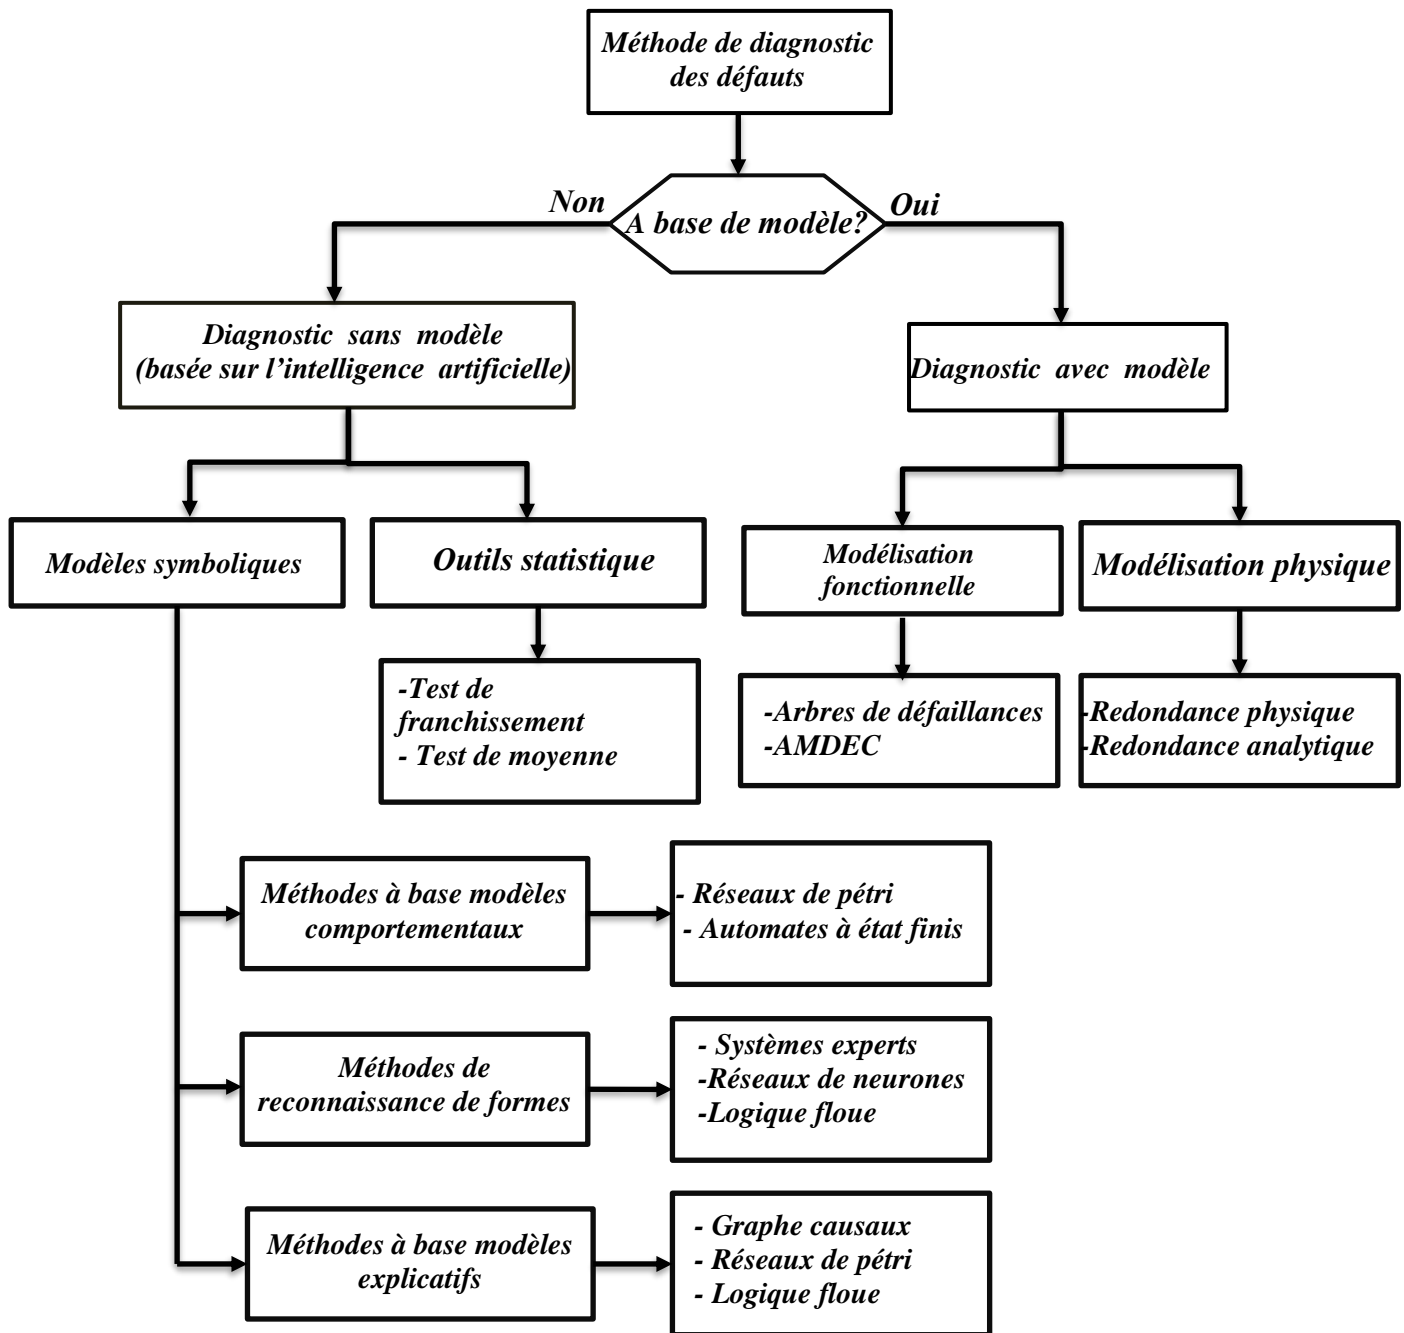 Méthode de diagnostic
des défauts
Non
Oui
A base de modèle?
Diagnostic sans modèle
(basée sur l'intelligence artificielle)
Diagnostic avec modèle
Modèles symboliques
Outils statistique
Modélisation
fonctionnelle
Modélisation physique
-Test de
franchissement
- Test de moyenne
-Arbres de défaillances
-AMDEC
-Redondance physique
-Redondance analytique
Méthodes à base modèles
comportementaux
- Réseaux de pétri
- Automates à état finis
Méthodes de
reconnaissance de formes
- Systèmes experts
-Réseaux de neurones
-Logique floue
Méthodes à base modèles
explicatifs
- Graphe causaux
- Réseaux de pétri
- Logique floue